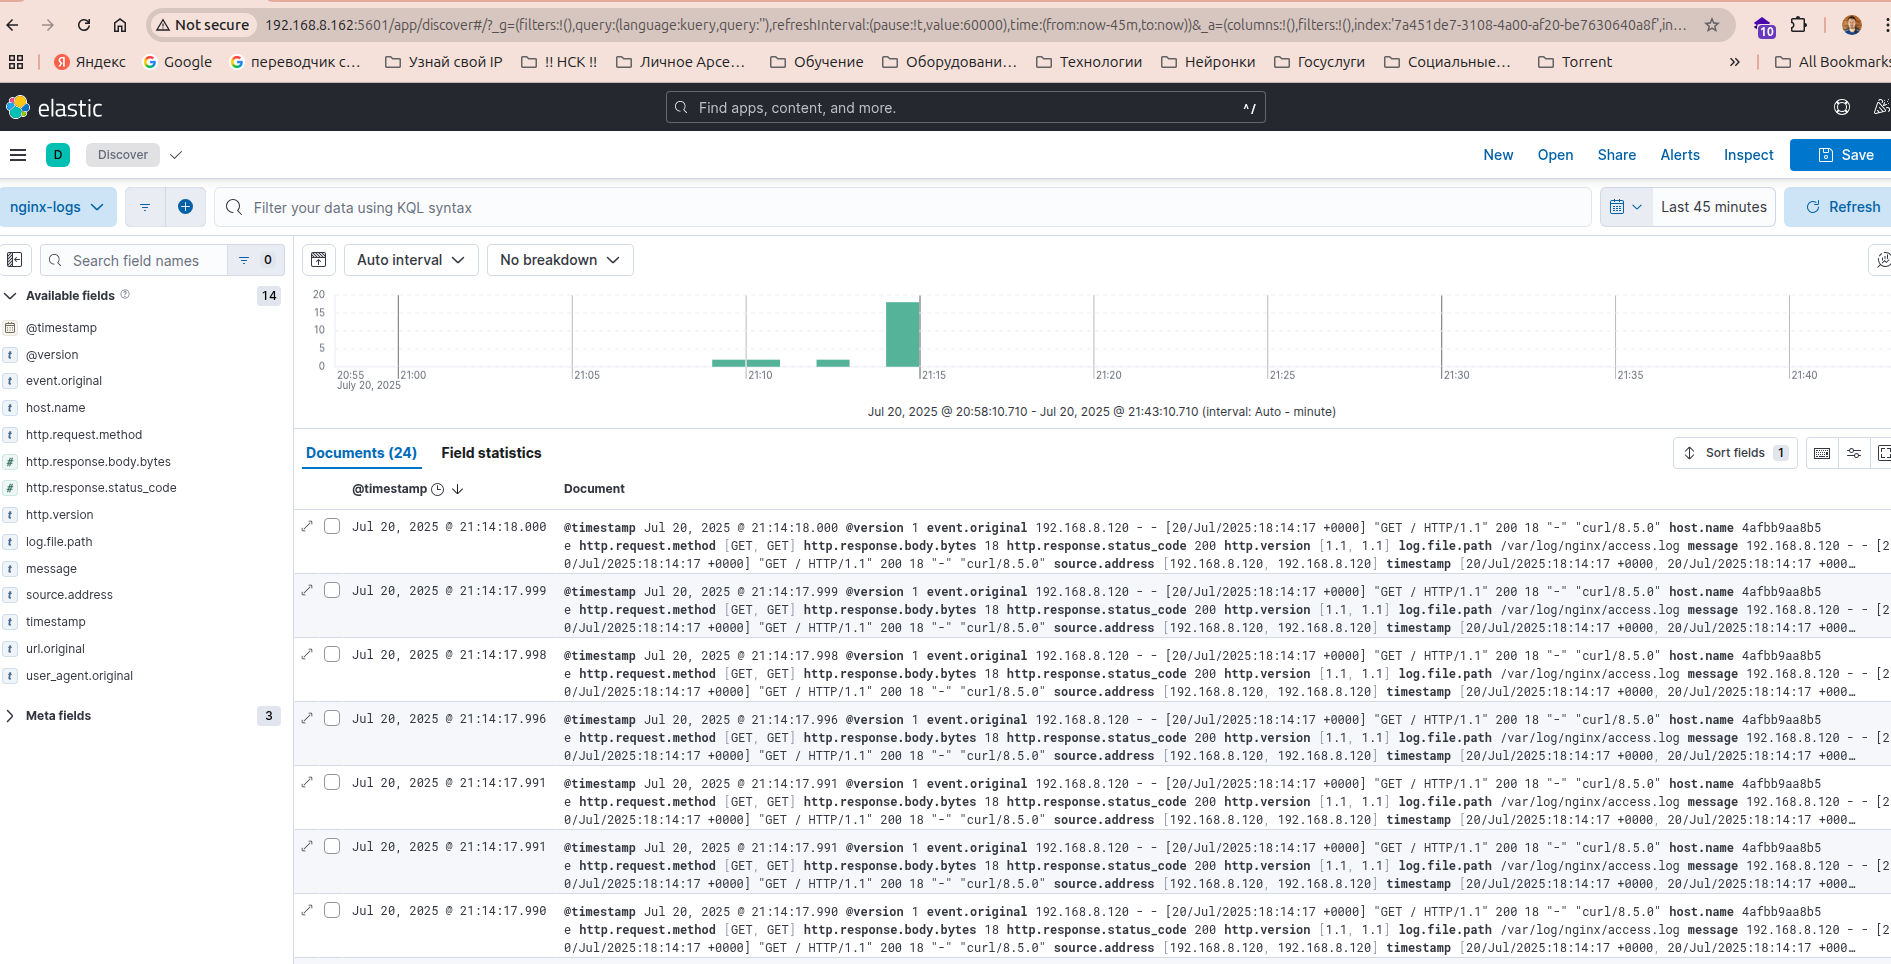 Not secure 192.168.8.162:5601/app/discover#/?_g=(filters:!(),query:(language:kuery,query:''),refreshInterval:(pause:!t,value:60000),time:(from:now-45m,to:now))&_a=(columns:!(),filters:!(),index:'7a451de7-3108-4a00-af20-be7630640a8f',in... 10
Яндекс Google переводчик с... Узнай свой IP !! НСК !! Личное Арсе... Обучение Оборудовани... Технологии Нейронки Госуслуги Социальные... Torrent » All Bookmarks
elastic Find apps, content, and more. ^/
D Discover New Open Share Alerts Inspect Save
nginx-logs Filter your data using KQL syntax Last 45 minutes Refresh
Search field names 0 Auto interval No breakdown
Available fields 14
@timestamp
@version
event.original
host.name
http.request.method
http.response.body.bytes
http.response.status_code
http.version
log.file.path
message
source.address
timestamp
url.original
user_agent.original
Meta fields 3
20
15
10
5
0
20:55 21:00 21:05 21:10 21:15 21:20 21:25 21:30 21:35 21:40
July 20, 2025
Jul 20, 2025 @ 20:58:10.710 - Jul 20, 2025 @ 21:43:10.710 (interval: Auto - minute)
Documents (24) Field statistics Sort fields 1
@timestamp Document
Jul 20, 2025 @ 21:14:18.000 @timestamp Jul 20, 2025 @ 21:14:18.000 @version 1 event.original 192.168.8.120 - - [20/Jul/2025:18:14:17 +0000] "GET / HTTP/1.1" 200 18 "-" "curl/8.5.0" host.name 4afbb9aa8b5
e http.request.method [GET, GET] http.response.body.bytes 18 http.response.status_code 200 http.version [1.1, 1.1] log.file.path /var/log/nginx/access.log message 192.168.8.120 - - [2
0/Jul/2025:18:14:17 +0000] "GET / HTTP/1.1" 200 18 "-" "curl/8.5.0" source.address [192.168.8.120, 192.168.8.120] timestamp [20/Jul/2025:18:14:17 +0000, 20/Jul/2025:18:14:17 +000...
Jul 20, 2025 @ 21:14:17.999 @timestamp Jul 20, 2025 @ 21:14:17.999 @version 1 event.original 192.168.8.120 - - [20/Jul/2025:18:14:17 +0000] "GET / HTTP/1.1" 200 18 "-" "curl/8.5.0" host.name 4afbb9aa8b5
e http.request.method [GET, GET] http.response.body.bytes 18 http.response.status_code 200 http.version [1.1, 1.1] log.file.path /var/log/nginx/access.log message 192.168.8.120 - - [2
0/Jul/2025:18:14:17 +0000] "GET / HTTP/1.1" 200 18 "-" "curl/8.5.0" source.address [192.168.8.120, 192.168.8.120] timestamp [20/Jul/2025:18:14:17 +0000, 20/Jul/2025:18:14:17 +000...
Jul 20, 2025 @ 21:14:17.998 @timestamp Jul 20, 2025 @ 21:14:17.998 @version 1 event.original 192.168.8.120 - - [20/Jul/2025:18:14:17 +0000] "GET / HTTP/1.1" 200 18 "-" "curl/8.5.0" host.name 4afbb9aa8b5
e http.request.method [GET, GET] http.response.body.bytes 18 http.response.status_code 200 http.version [1.1, 1.1] log.file.path /var/log/nginx/access.log message 192.168.8.120 - - [2
0/Jul/2025:18:14:17 +0000] "GET / HTTP/1.1" 200 18 "-" "curl/8.5.0" source.address [192.168.8.120, 192.168.8.120] timestamp [20/Jul/2025:18:14:17 +0000, 20/Jul/2025:18:14:17 +000...
Jul 20, 2025 @ 21:14:17.996 @timestamp Jul 20, 2025 @ 21:14:17.996 @version 1 event.original 192.168.8.120 - - [20/Jul/2025:18:14:17 +0000] "GET / HTTP/1.1" 200 18 "-" "curl/8.5.0" host.name 4afbb9aa8b5
e http.request.method [GET, GET] http.response.body.bytes 18 http.response.status_code 200 http.version [1.1, 1.1] log.file.path /var/log/nginx/access.log message 192.168.8.120 - - [2
0/Jul/2025:18:14:17 +0000] "GET / HTTP/1.1" 200 18 "-" "curl/8.5.0" source.address [192.168.8.120, 192.168.8.120] timestamp [20/Jul/2025:18:14:17 +0000, 20/Jul/2025:18:14:17 +000...
Jul 20, 2025 @ 21:14:17.991 @timestamp Jul 20, 2025 @ 21:14:17.991 @version 1 event.original 192.168.8.120 - - [20/Jul/2025:18:14:17 +0000] "GET / HTTP/1.1" 200 18 "-" "curl/8.5.0" host.name 4afbb9aa8b5
e http.request.method [GET, GET] http.response.body.bytes 18 http.response.status_code 200 http.version [1.1, 1.1] log.file.path /var/log/nginx/access.log message 192.168.8.120 - - [2
0/Jul/2025:18:14:17 +0000] "GET / HTTP/1.1" 200 18 "-" "curl/8.5.0" source.address [192.168.8.120, 192.168.8.120] timestamp [20/Jul/2025:18:14:17 +0000, 20/Jul/2025:18:14:17 +000...
Jul 20, 2025 @ 21:14:17.991 @timestamp Jul 20, 2025 @ 21:14:17.991 @version 1 event.original 192.168.8.120 - - [20/Jul/2025:18:14:17 +0000] "GET / HTTP/1.1" 200 18 "-" "curl/8.5.0" host.name 4afbb9aa8b5
e http.request.method [GET, GET] http.response.body.bytes 18 http.response.status_code 200 http.version [1.1, 1.1] log.file.path /var/log/nginx/access.log message 192.168.8.120 - - [2
0/Jul/2025:18:14:17 +0000] "GET / HTTP/1.1" 200 18 "-" "curl/8.5.0" source.address [192.168.8.120, 192.168.8.120] timestamp [20/Jul/2025:18:14:17 +0000, 20/Jul/2025:18:14:17 +000...
Jul 20, 2025 @ 21:14:17.990 @timestamp Jul 20, 2025 @ 21:14:17.990 @version 1 event.original 192.168.8.120 - - [20/Jul/2025:18:14:17 +0000] "GET / HTTP/1.1" 200 18 "-" "curl/8.5.0" host.name 4afbb9aa8b5
e http.request.method [GET, GET] http.response.body.bytes 18 http.response.status_code 200 http.version [1.1, 1.1] log.file.path /var/log/nginx/access.log message 192.168.8.120 - - [2
0/Jul/2025:18:14:17 +0000] "GET / HTTP/1.1" 200 18 "-" "curl/8.5.0" source.address [192.168.8.120, 192.168.8.120] timestamp [20/Jul/2025:18:14:17 +0000, 20/Jul/2025:18:14:17 +000...